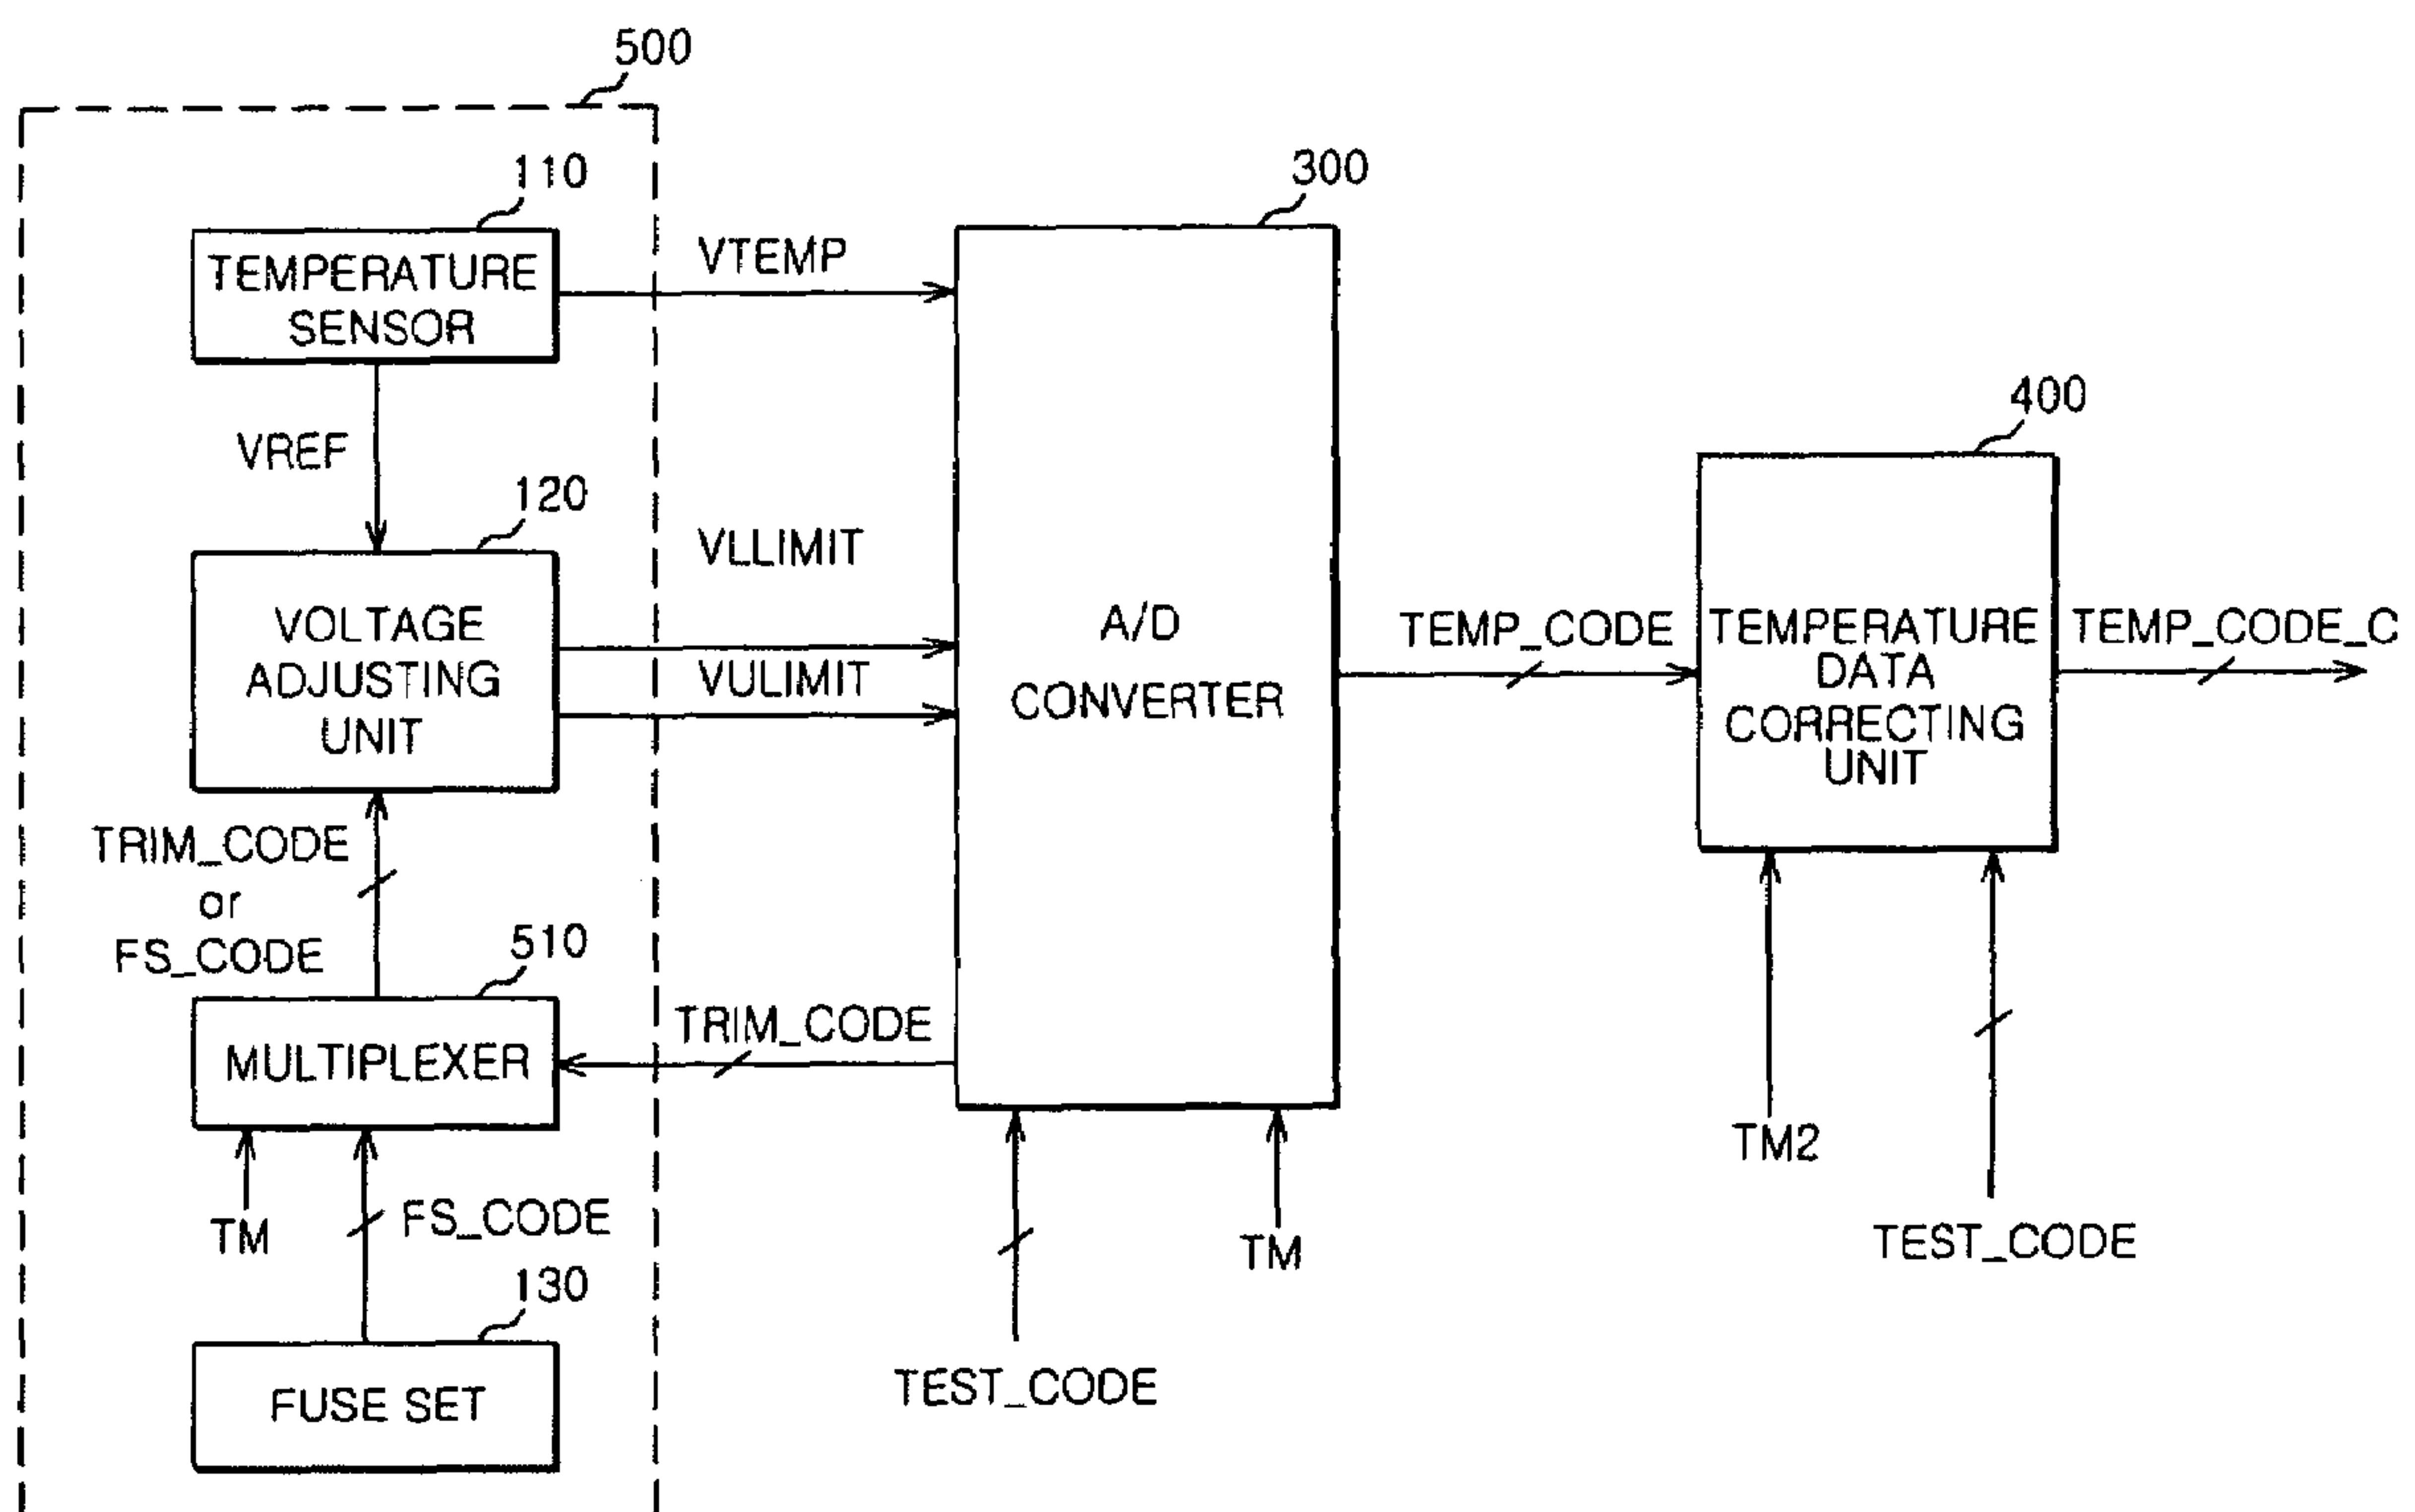 500
110
TEMPERATURE
SENSOR
VTEMP
300
VREF
120
VOLTAGE
ADJUSTING
UNIT
VLLIMIT
VULIMIT
A/D
CONVERTER
TEMP_CODE
400
TEMPERATURE
DATA
CORRECTING
UNIT
TEMP_CODE_C
TRIM_CODE
or
FS_CODE
510
MULTIPLEXER
TRIM_CODE
TM
FS_CODE
130
FUSE SET
TEST_CODE
TM
TM2
TEST_CODE